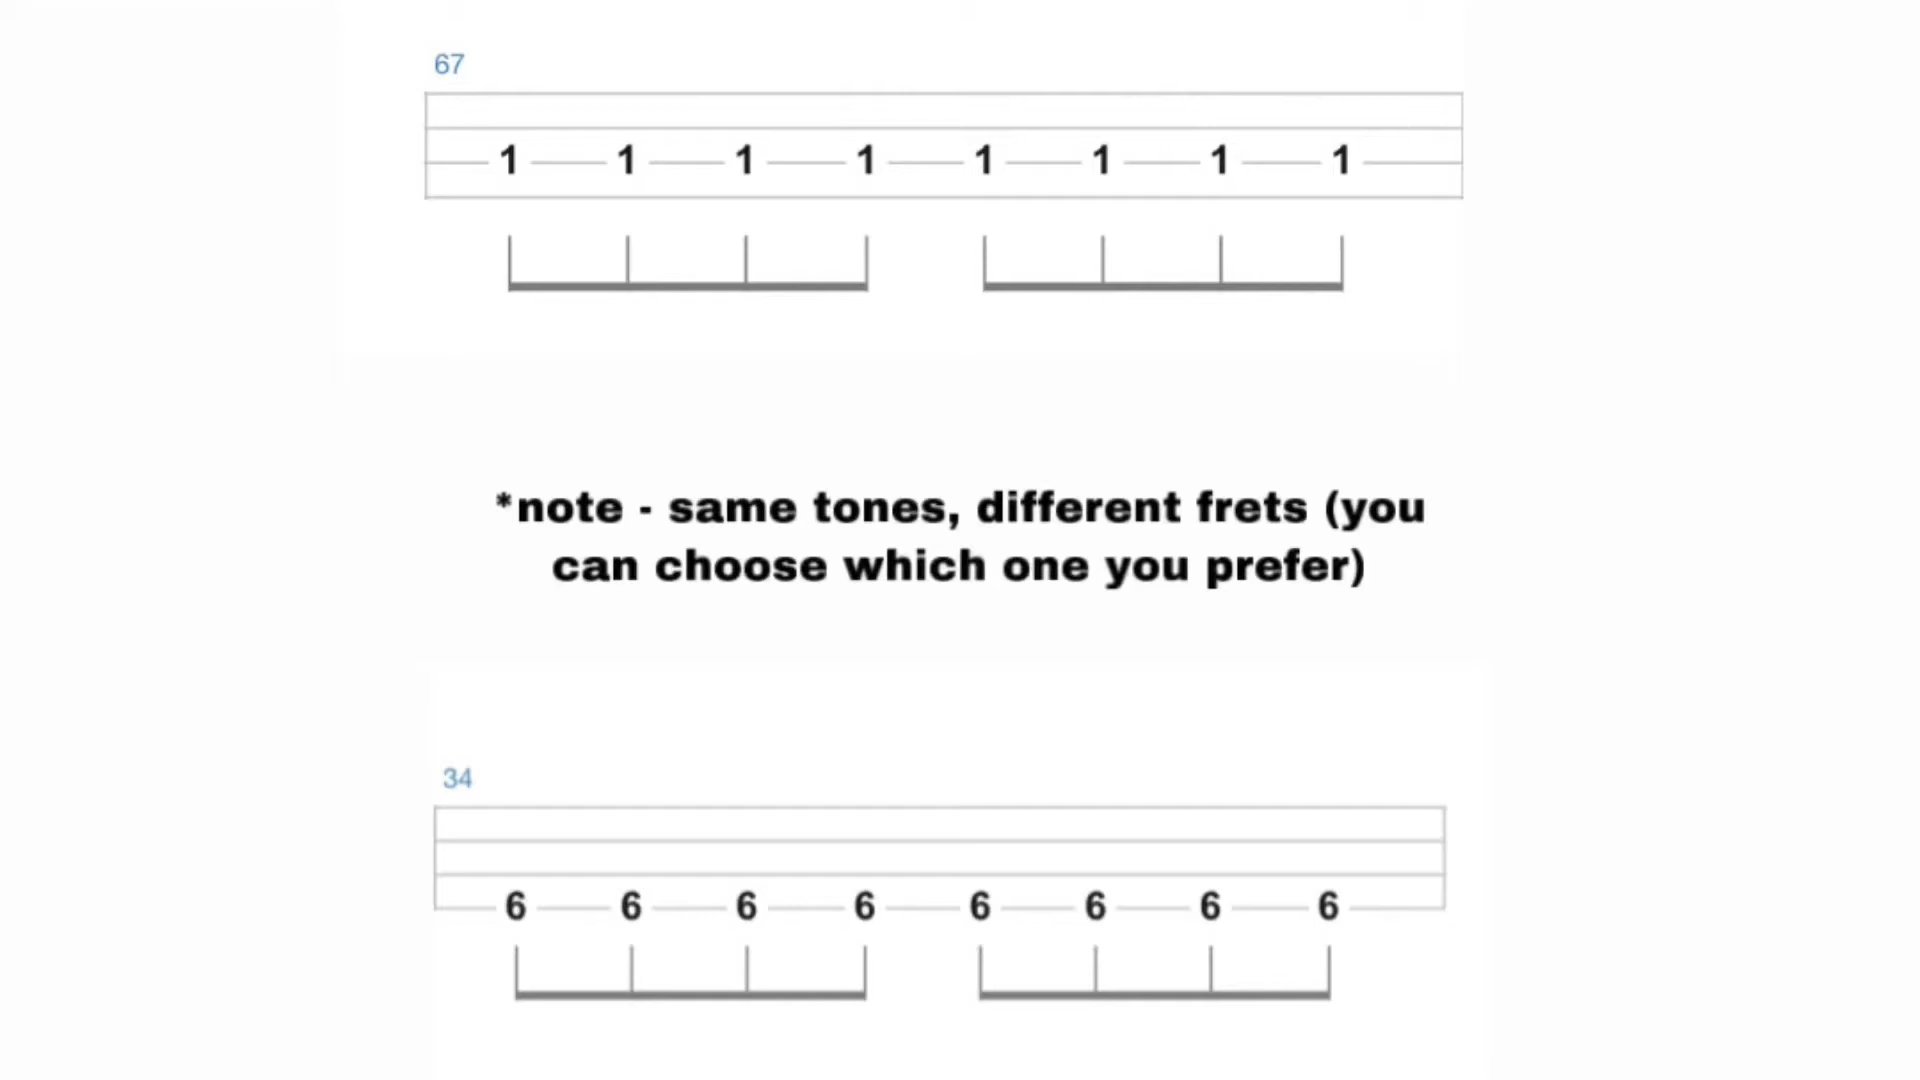 67
1 1 1 1 1 1 1 1
*note - same tones, different frets (you
can choose which one you prefer)
34
6 6 6 6 6 6 6 6